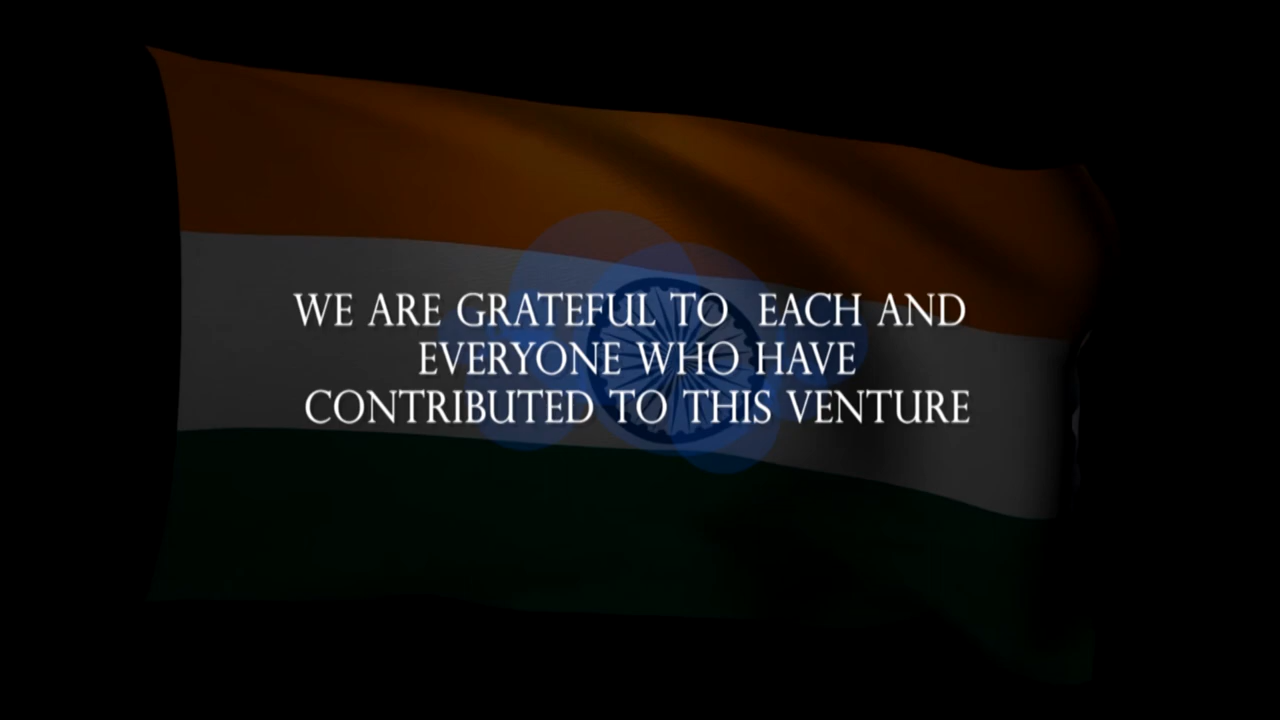 WE ARE GRATEFUL TO  EACH AND
EVERYONE WHO HAVE
CONTRIBUTED TO THIS VENTURE